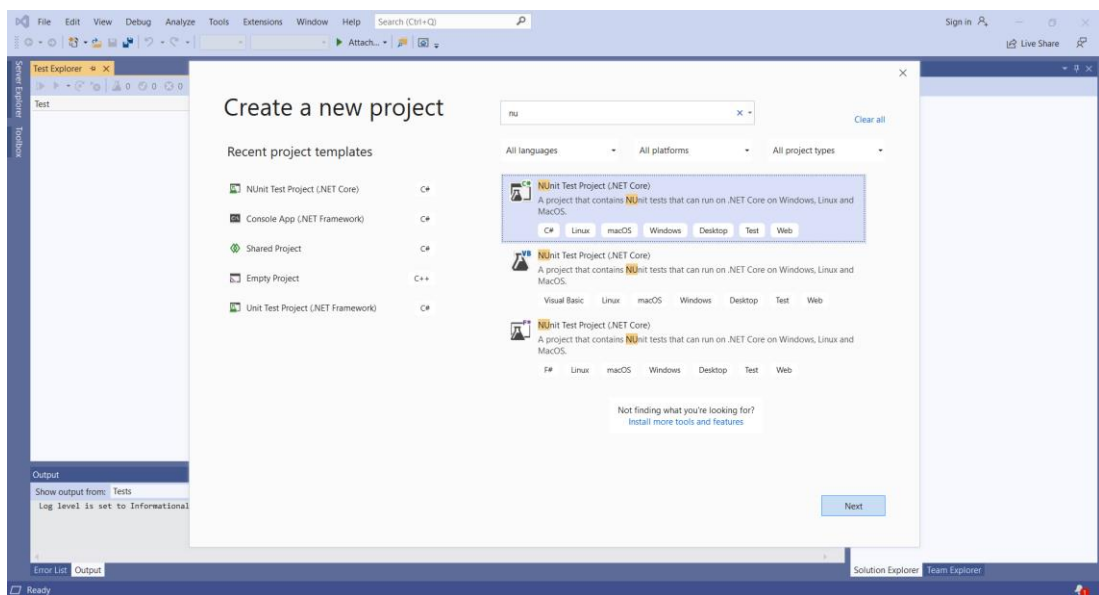 File Edit View Debug Analyze Tools Extensions Window Help Search (Ctrl+Q) Sign in
Attach... Live Share
Server Explorer
Toolbox
Test Explorer
0 0 0
Test
Create a new project
nu
Clear all
Recent project templates
All languages All platforms All project types
NUnit Test Project (.NET Core) C#
Console App (.NET Framework) C#
Shared Project C#
Empty Project C++
Unit Test Project (.NET Framework) C#
C#
NUnit Test Project (.NET Core)
A project that contains NUnit tests that can run on .NET Core on Windows, Linux and
MacOS.
C# Linux macOS Windows Desktop Test Web
VB
NUnit Test Project (.NET Core)
A project that contains NUnit tests that can run on .NET Core on Windows, Linux and
MacOS.
Visual Basic Linux macOS Windows Desktop Test Web
F#
NUnit Test Project (.NET Core)
A project that contains NUnit tests that can run on .NET Core on Windows, Linux and
MacOS.
F# Linux macOS Windows Desktop Test Web
Not finding what you're looking for?
Install more tools and features
Next
Output
Show output from: Tests
Log level is set to Informational
Error List Output
Solution Explorer Team Explorer
Ready
1